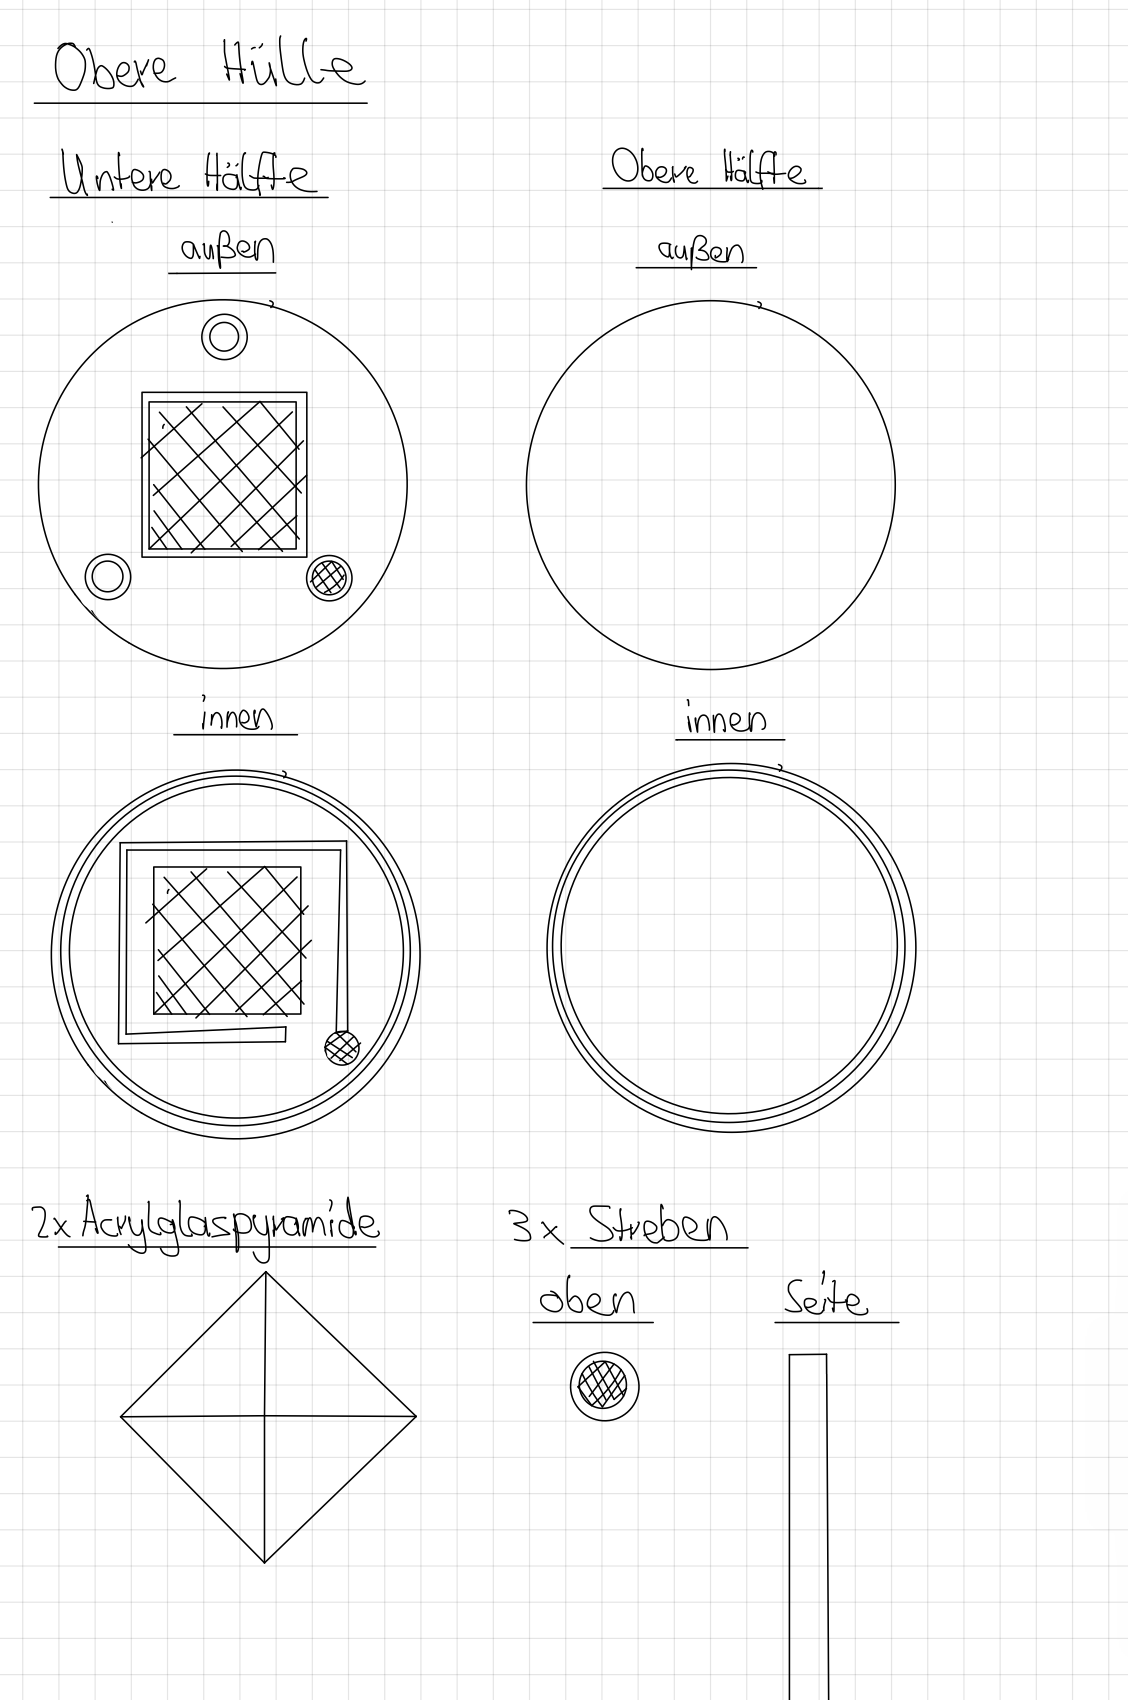 Obere Hülle
Untere Hälfte
Obere Hälfte
außen
außen
innen
innen
2x Acrylglaspyramide
3x Streben
oben
Seite